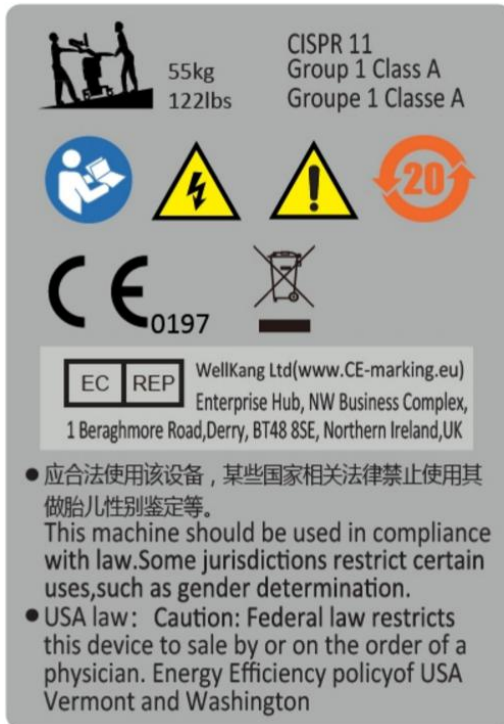 55kg
122lbs
CISPR 11
Group 1 Class A
Groupe 1 Classe A
20
CE 0197
EC REP
WellKang Ltd(www.CE-marking.eu)
Enterprise Hub, NW Business Complex,
1 Beraghmore Road,Derry, BT48 8SE, Northern Ireland,UK
● 应合法使用该设备，某些国家相关法律禁止使用其
做胎儿性别鉴定等。
This machine should be used in compliance
with law.Some jurisdictions restrict certain
uses,such as gender determination.
● USA law： Caution: Federal law restricts
this device to sale by or on the order of a
physician. Energy Efficiency policyof USA
Vermont and Washington